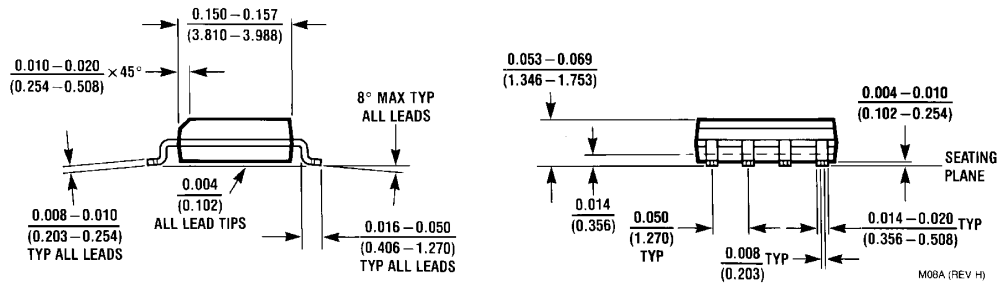 0.150 – 0.157
(3.810 – 3.988)
0.010 – 0.020
(0.254 – 0.508)
×45°
8° MAX TYP
ALL LEADS
0.004
(0.102)
ALL LEAD TIPS
0.008 – 0.010
(0.203 – 0.254)
TYP ALL LEADS
0.016 – 0.050
(0.406 – 1.270)
TYP ALL LEADS
0.053 – 0.069
(1.346 – 1.753)
0.004 – 0.010
(0.102 – 0.254)
SEATING
PLANE
0.014
(0.356)
0.050
(1.270)
TYP
0.008
(0.203)
TYP
0.014 – 0.020
(0.356 – 0.508)
TYP
M08A (REV H)